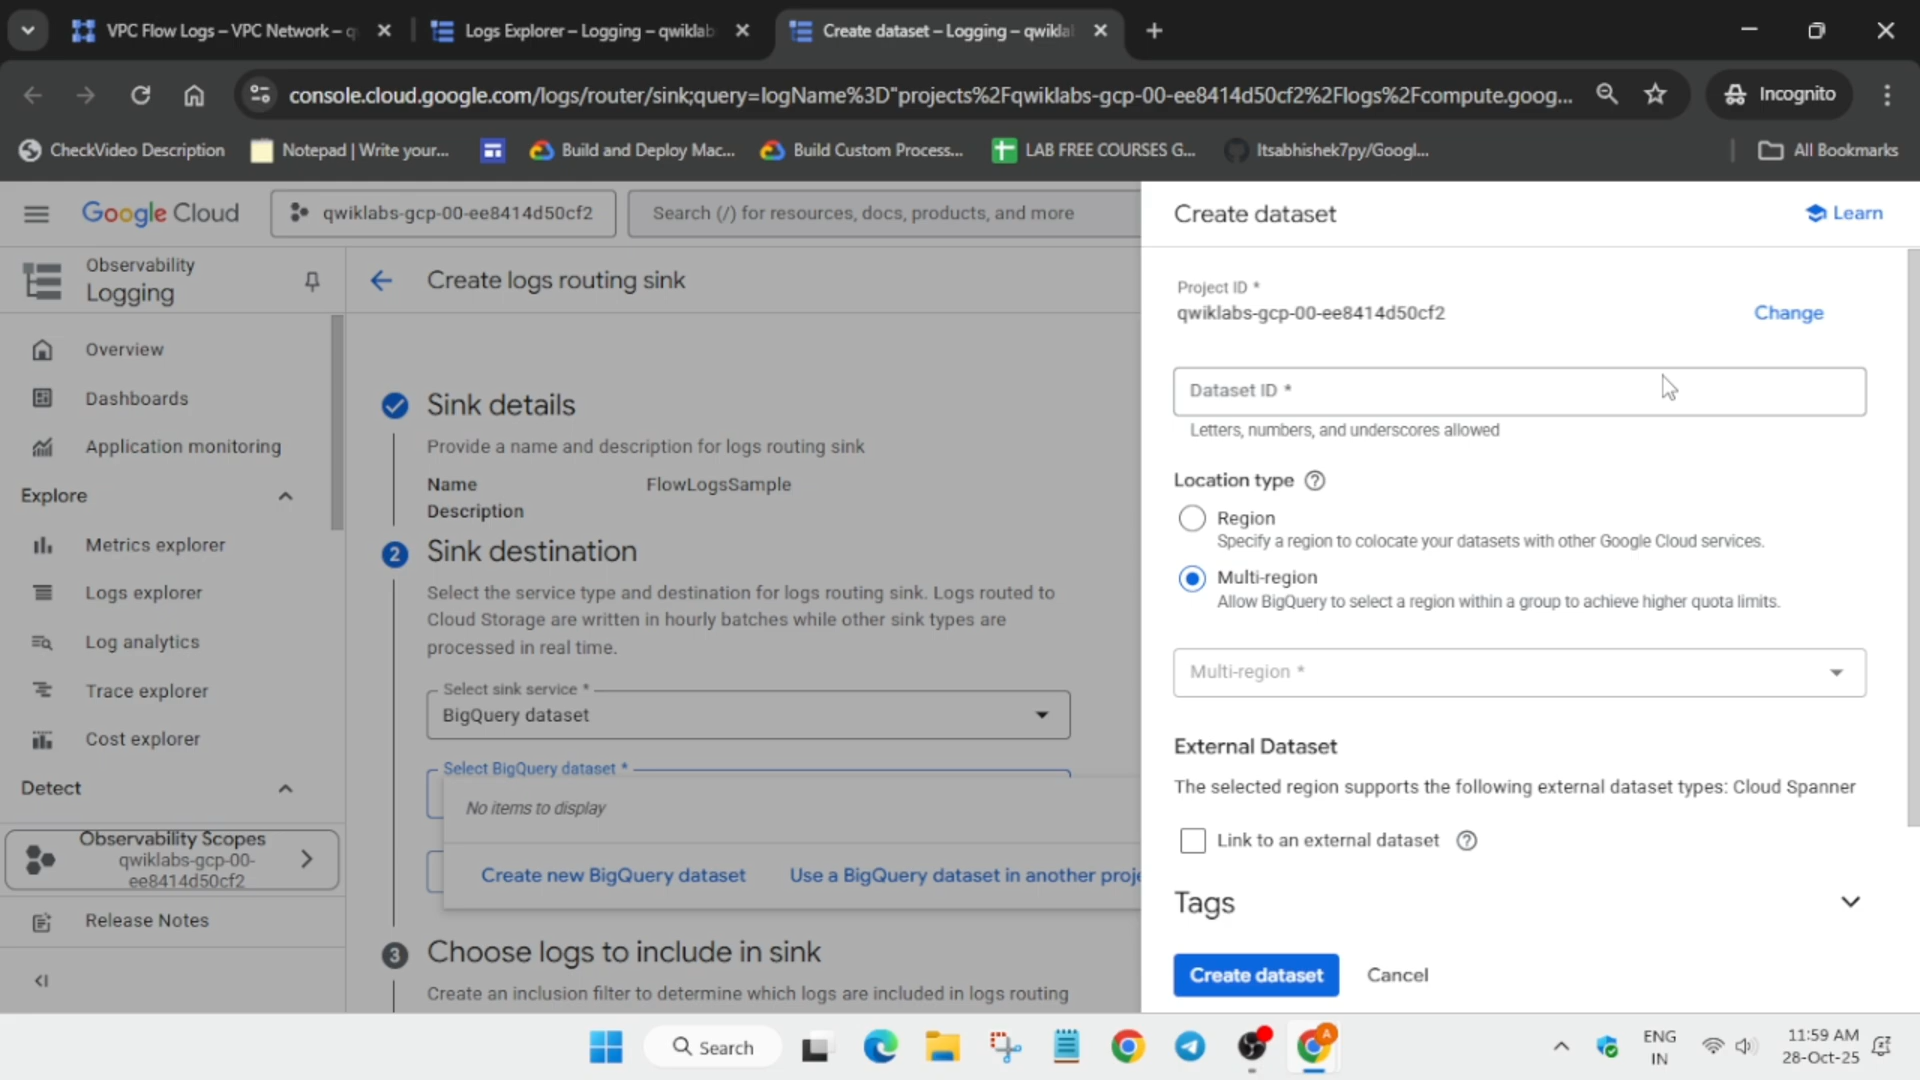 VPC Flow Logs – VPC Network – q
Logs Explorer – Logging – qwiklab
Create dataset – Logging – qwikla
console.cloud.google.com/logs/router/sink;query=logName%3D"projects%2Fqwiklabs-gcp-00-ee8414d50cf2%2Flogs%2Fcompute.goog...
Incognito
CheckVideo Description
Notepad | Write your...
Build and Deploy Mac...
Build Custom Process...
LAB FREE COURSES G...
Itsabhishek7py/Googl...
All Bookmarks
Google Cloud
qwiklabs-gcp-00-ee8414d50cf2
Search (/) for resources, docs, products, and more
Observability
Logging
Overview
Dashboards
Application monitoring
Explore
Metrics explorer
Logs explorer
Log analytics
Trace explorer
Cost explorer
Detect
Observability Scopes
qwiklabs-gcp-00-
ee8414d50cf2
Release Notes
Create logs routing sink
Sink details
Provide a name and description for logs routing sink
Name FlowLogsSample
Description
2 Sink destination
Select the service type and destination for logs routing sink. Logs routed to
Cloud Storage are written in hourly batches while other sink types are
processed in real time.
Select sink service *
BigQuery dataset
Select BigQuery dataset *
No items to display
Create new BigQuery dataset
Use a BigQuery dataset in another proje
3 Choose logs to include in sink
Create an inclusion filter to determine which logs are included in logs routing
Create dataset
Learn
Project ID *
qwiklabs-gcp-00-ee8414d50cf2
Change
Dataset ID *
Letters, numbers, and underscores allowed
Location type
Region
Specify a region to colocate your datasets with other Google Cloud services.
Multi-region
Allow BigQuery to select a region within a group to achieve higher quota limits.
Multi-region *
External Dataset
The selected region supports the following external dataset types: Cloud Spanner
Link to an external dataset
Tags
Create dataset
Cancel
Search
A
ENG
IN
11:59 AM
28-Oct-25